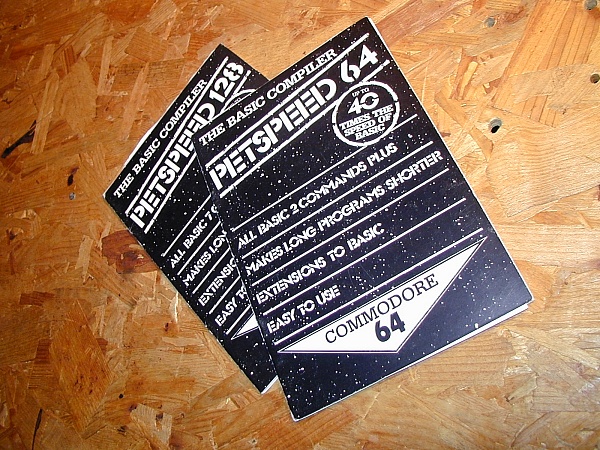 THE BASIC COMPILER
PETSPEED 128
ALL BASIC 7
MAKES LON
EXTENSION
EASY TO
THE BASIC COMPILER
PETSPEED 64
UP TO
40
TIMES THE
SPEED OF
BASIC
ALL BASIC 2 COMMANDS PLUS
MAKES LONG PROGRAMS SHORTER
EXTENSIONS TO BASIC
EASY TO USE
COMMODORE
64